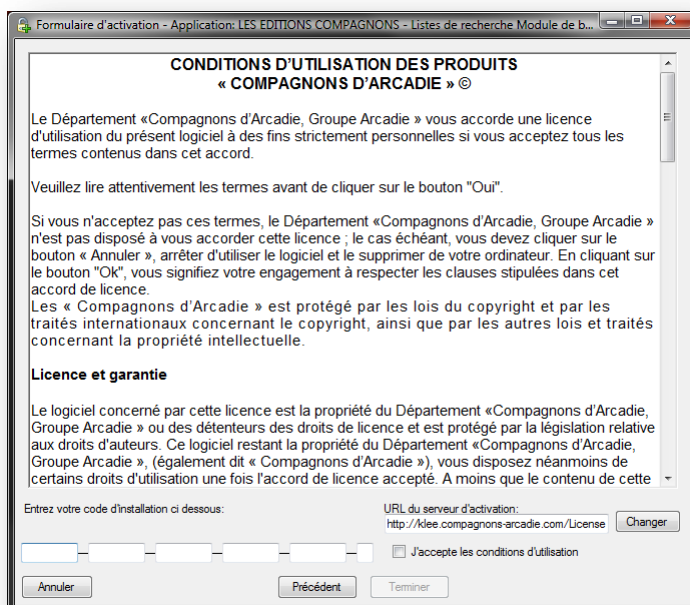 Formulaire d'activation - Application: LES EDITIONS COMPAGNONS - Listes de recherche Module de b...
CONDITIONS D'UTILISATION DES PRODUITS
« COMPAGNONS D'ARCADIE » ©
Le Département «Compagnons d'Arcadie, Groupe Arcadie » vous accorde une licence
d'utilisation du présent logiciel à des fins strictement personnelles si vous acceptez tous les
termes contenus dans cet accord.
Veuillez lire attentivement les termes avant de cliquer sur le bouton "Oui".
Si vous n'acceptez pas ces termes, le Département «Compagnons d'Arcadie, Groupe Arcadie »
n'est pas disposé à vous accorder cette licence ; le cas échéant, vous devez cliquer sur le
bouton « Annuler », arrêter d'utiliser le logiciel et le supprimer de votre ordinateur. En cliquant sur
le bouton "Ok", vous signifiez votre engagement à respecter les clauses stipulées dans cet
accord de licence.
Les « Compagnons d'Arcadie » est protégé par les lois du copyright et par les
traités internationaux concernant le copyright, ainsi que par les autres lois et traités
concernant la propriété intellectuelle.
Licence et garantie
Le logiciel concerné par cette licence est la propriété du Département «Compagnons d'Arcadie,
Groupe Arcadie » ou des détenteurs des droits de licence et est protégé par la législation relative
aux droits d'auteurs. Ce logiciel restant la propriété du Département «Compagnons d'Arcadie,
Groupe Arcadie », (également dit « Compagnons d'Arcadie »), vous disposez néanmoins de
certains droits d'utilisation une fois l'accord de licence accepté. A moins que le contenu de cette
Entrez votre code d'installation ci dessous:
URL du serveur d'activation:
http://klee.compagnons-arcadie.com/License
Changer
J'accepte les conditions d'utilisation
Annuler
Précédent
Terminer